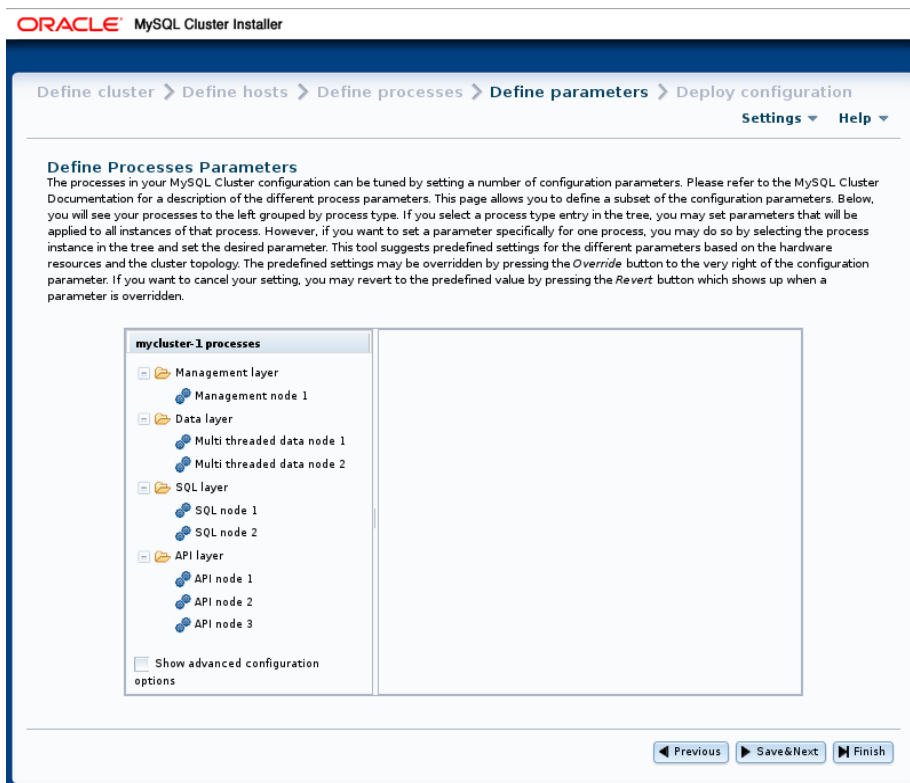 ORACLE MySQL Cluster Installer
Define cluster > Define hosts > Define processes > Define parameters > Deploy configuration
Settings Help
Define Processes Parameters
The processes in your MySQL Cluster configuration can be tuned by setting a number of configuration parameters. Please refer to the MySQL Cluster
Documentation for a description of the different process parameters. This page allows you to define a subset of the configuration parameters. Below,
you will see your processes to the left grouped by process type. If you select a process type entry in the tree, you may set parameters that will be
applied to all instances of that process. However, if you want to set a parameter specifically for one process, you may do so by selecting the process
instance in the tree and set the desired parameter. This tool suggests predefined settings for the different parameters based on the hardware
resources and the cluster topology. The predefined settings may be overridden by pressing the Override button to the very right of the configuration
parameter. If you want to cancel your setting, you may revert to the predefined value by pressing the Revert button which shows up when a
parameter is overridden.
mycluster-1 processes
Management layer
Management node 1
Data layer
Multi threaded data node 1
Multi threaded data node 2
SQL layer
SQL node 1
SQL node 2
API layer
API node 1
API node 2
API node 3
Show advanced configuration
options
Previous Save&Next Finish